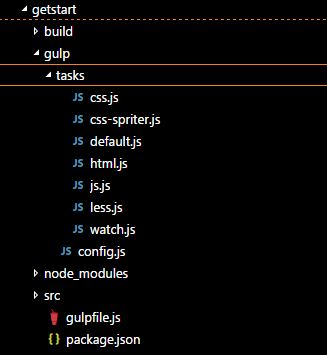 getstart
build
gulp
tasks
JS css.js
JS css-spriter.js
JS default.js
JS html.js
JS js.js
JS less.js
JS watch.js
JS config.js
node_modules
src
gulpfile.js
{} package.json